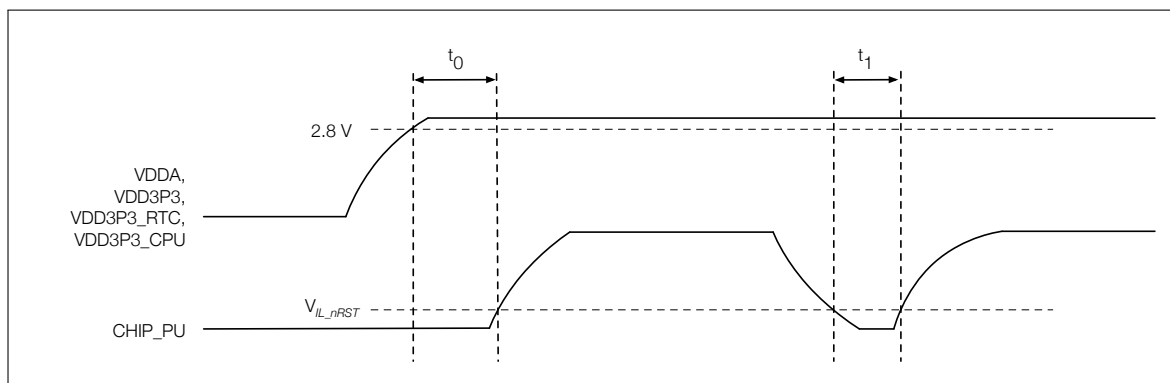 t0
t1
2.8 V
VDDA,
VDD3P3,
VDD3P3_RTC,
VDD3P3_CPU
VIL_nRST
CHIP_PU